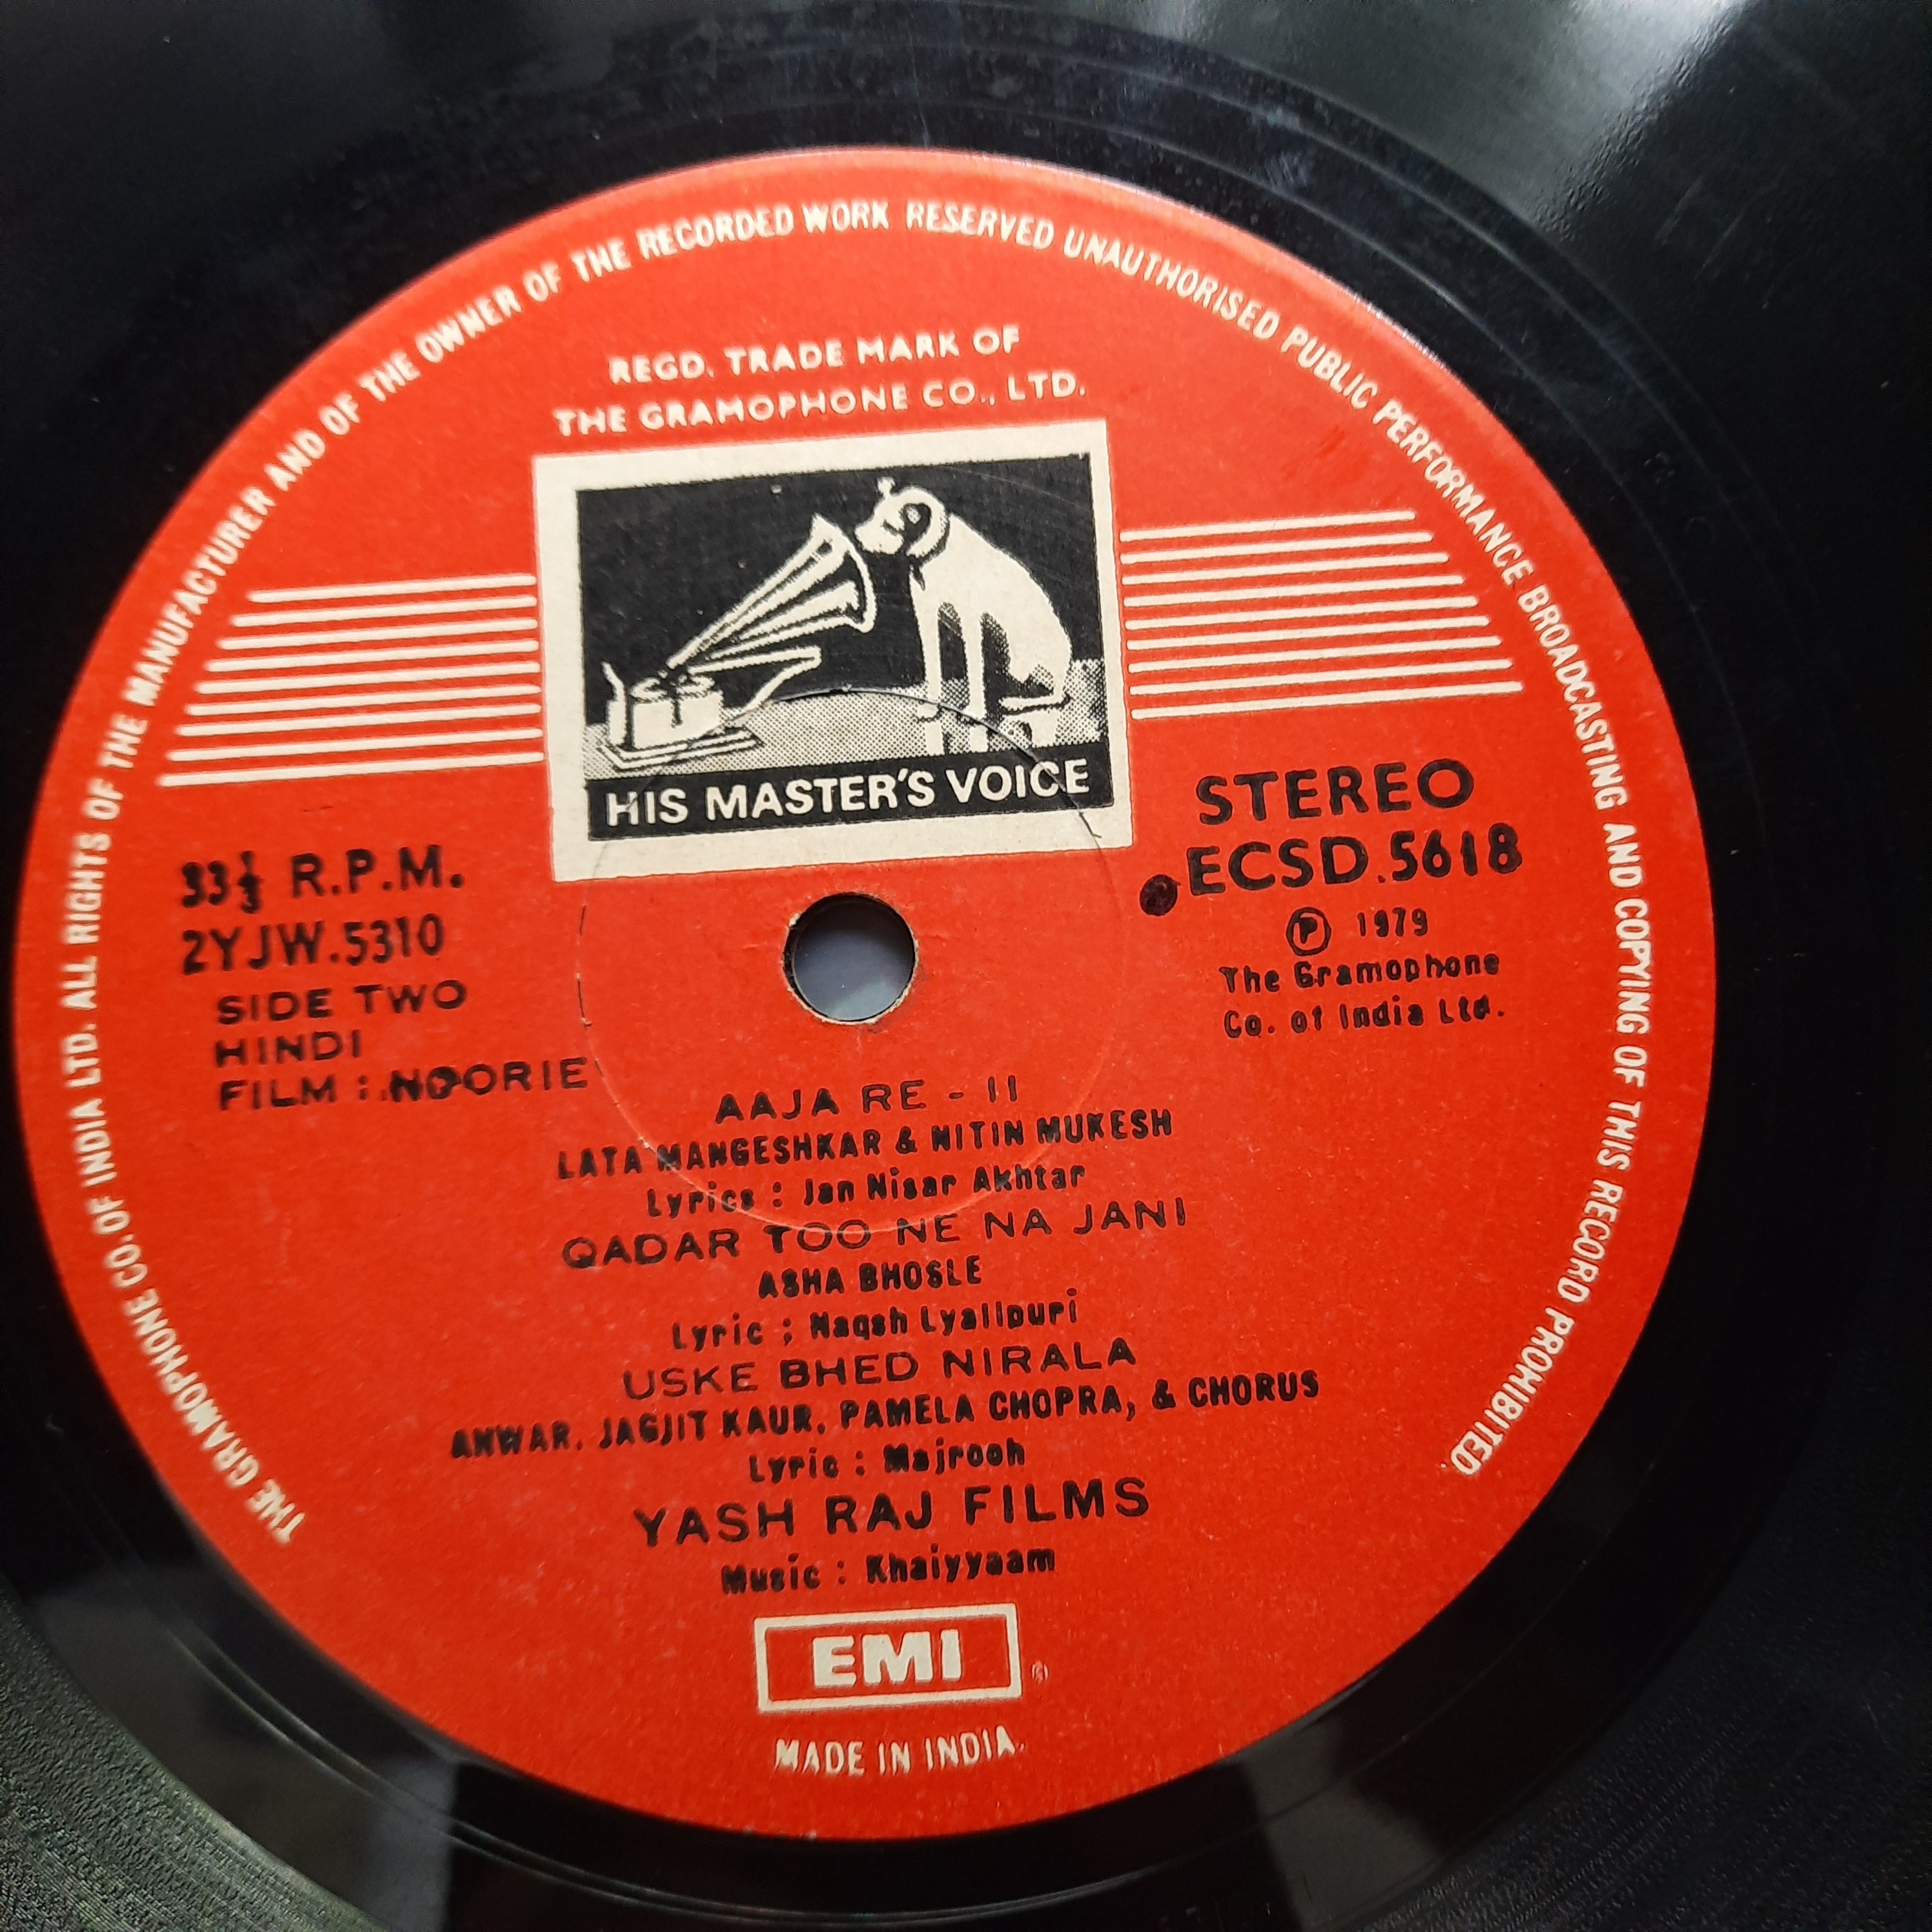 THE GRAMOPHONE CO. OF INDIA LTD. ALL RIGHTS OF THE MANUFACTURER AND OF THE OWNER OF THE RECORDED WORK RESERVED UNAUTHORISED PUBLIC PERFORMANCE BROADCASTING AND COPYING OF THIS RECORD PROHIBITED.
REGD. TRADE MARK OF
THE GRAMOPHONE CO., LTD.
HIS MASTER'S VOICE
33⅓ R.P.M.
2YJW.5310
SIDE TWO
HINDI
FILM : NOORIE
STEREO
ECSD.5618
Ⓟ 1979
The Gramophone
Co. of India Ltd.
AAJA RE - II
LATA MANGESHKAR & NITIN MUKESH
Lyrics : Jan Nisar Akhtar
QADAR TOO NE NA JANI
ASHA BHOSLE
Lyric ; Naqsh Lyallpuri
USKE BHED NIRALA
ANWAR, JAGJIT KAUR, PAMELA CHOPRA, & CHORUS
Lyric : Majrooh
YASH RAJ FILMS
Music : Khaiyyaam
EMI ®
MADE IN INDIA.